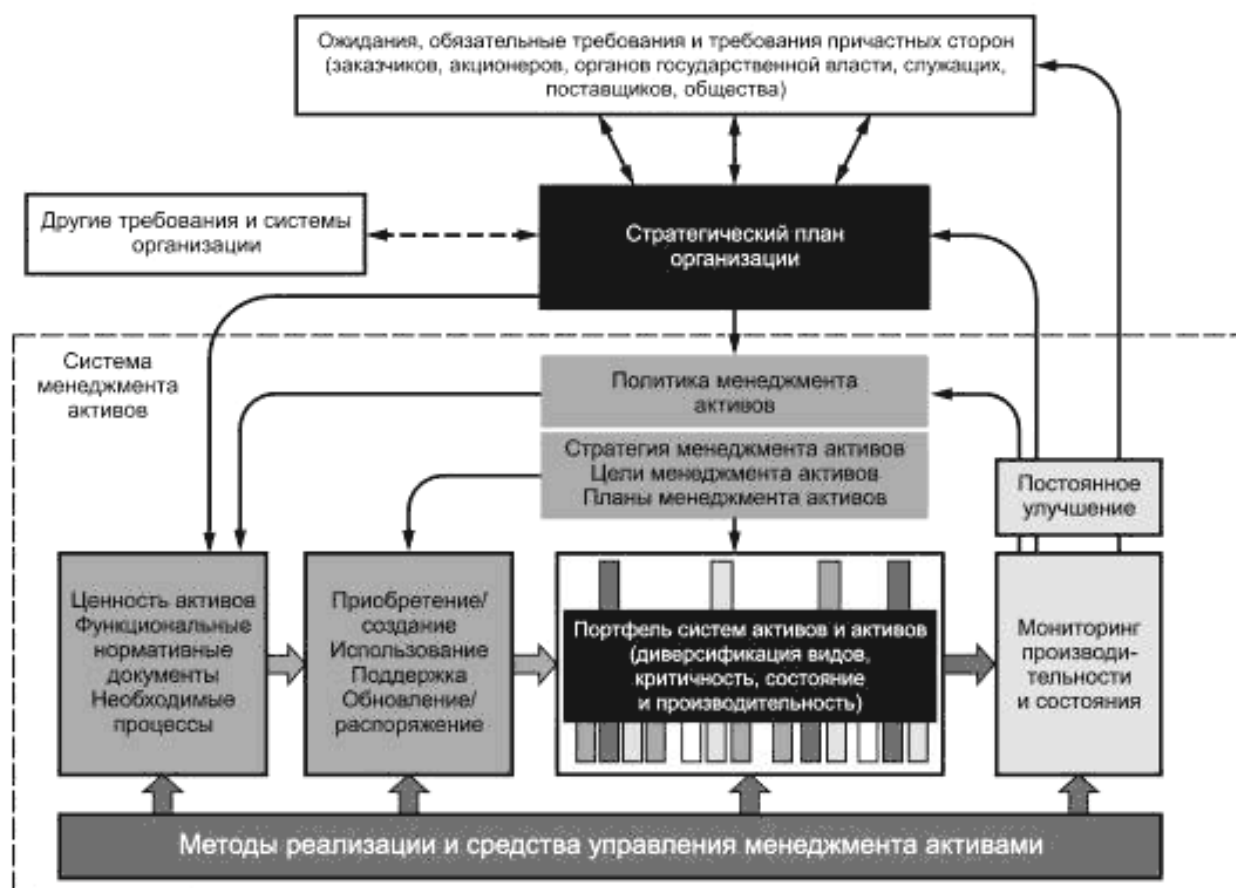 Ожидания, обязательные требования и требования причастных сторон
(заказчиков, акционеров, органов государственной власти, служащих,
поставщиков, общества)
Другие требования и системы
организации
Стратегический план
организации
Система
менеджмента
активов
Политика менеджмента
активов
Стратегия менеджмента активов
Цели менеджмента активов
Планы менеджмента активов
Постоянное
улучшение
Ценность активов
Функциональные
нормативные
документы
Необходимые
процессы
Приобретение/
создание
Использование
Поддержка
Обновление/
распоряжение
Портфель систем активов и активов
(диверсификация видов,
критичность, состояние
и производительность)
Мониторинг
производи-
тельности
и состояния
Методы реализации и средства управления менеджмента активами